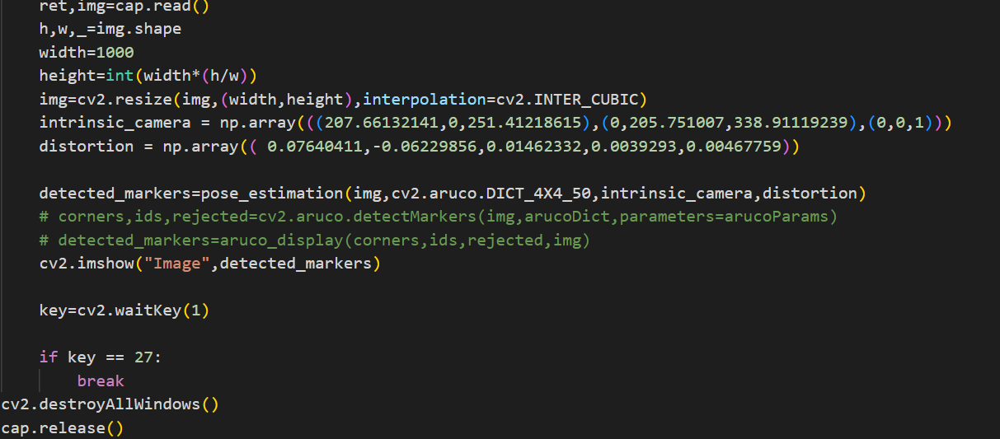 ret,img=cap.read()
h,w,_=img.shape
width=1000
height=int(width*(h/w))
img=cv2.resize(img,(width,height),interpolation=cv2.INTER_CUBIC)
intrinsic_camera = np.array(((207.66132141,0,251.41218615),(0,205.751007,338.91119239),(0,0,1)))
distortion = np.array(( 0.07640411,-0.06229856,0.01462332,0.0039293,0.00467759))
detected_markers=pose_estimation(img,cv2.aruco.DICT_4X4_50,intrinsic_camera,distortion)
# corners,ids,rejected=cv2.aruco.detectMarkers(img,arucoDict,parameters=arucoParams)
# detected_markers=aruco_display(corners,ids,rejected,img)
cv2.imshow("Image",detected_markers)
key=cv2.waitKey(1)
if key == 27:
break
cv2.destroyAllWindows()
cap.release()